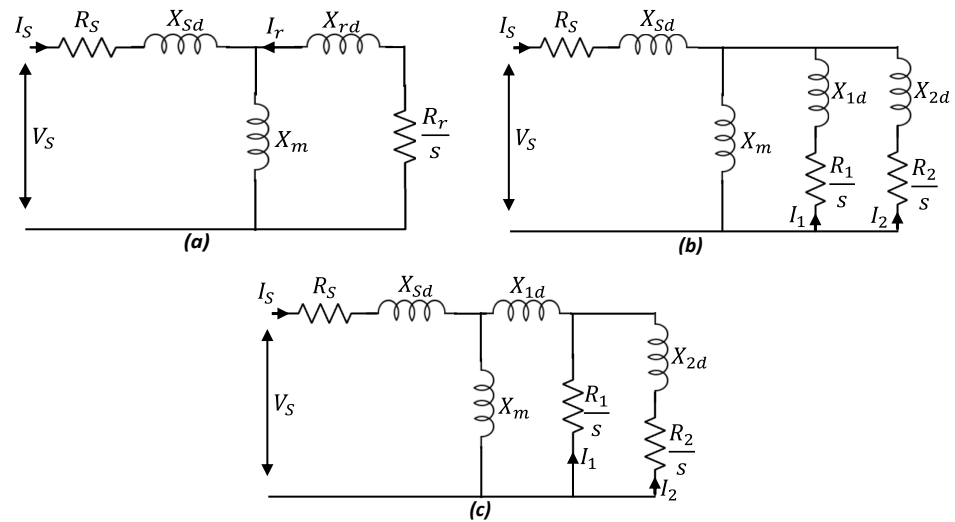 I_S R_S X_Sd I_r X_rd
V_S X_m R_r/s
(a)
I_S R_S X_Sd
V_S X_m X_1d X_2d
R_1/s R_2/s
I_1 I_2
(b)
I_S R_S X_Sd X_1d
V_S X_m R_1/s X_2d
R_2/s
I_1 I_2
(c)